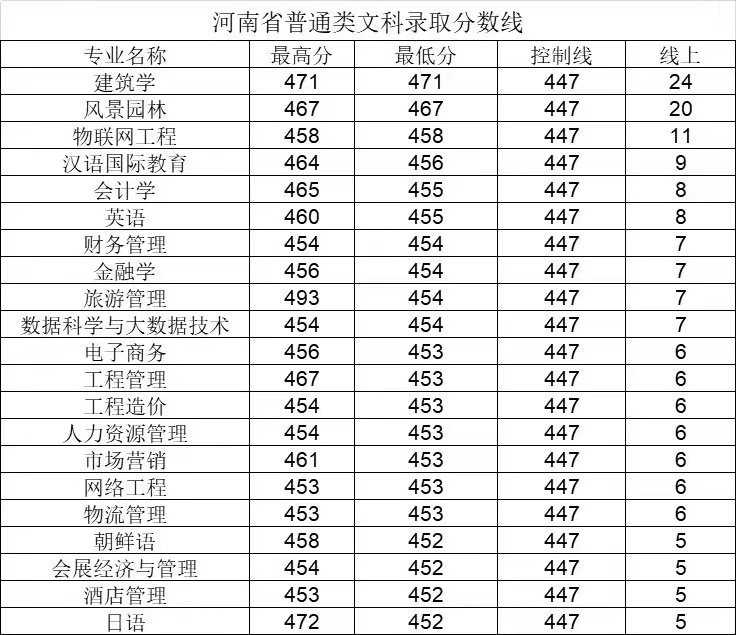 河南省普通类文科录取分数线
专业名称 最高分 最低分 控制线 线上
建筑学 471 471 447 24
风景园林 467 467 447 20
物联网工程 458 458 447 11
汉语国际教育 464 456 447 9
会计学 465 455 447 8
英语 460 455 447 8
财务管理 454 454 447 7
金融学 456 454 447 7
旅游管理 493 454 447 7
数据科学与大数据技术 454 454 447 7
电子商务 456 453 447 6
工程管理 467 453 447 6
工程造价 454 453 447 6
人力资源管理 454 453 447 6
市场营销 461 453 447 6
网络工程 453 453 447 6
物流管理 453 453 447 6
朝鲜语 458 452 447 5
会展经济与管理 454 452 447 5
酒店管理 453 452 447 5
日语 472 452 447 5